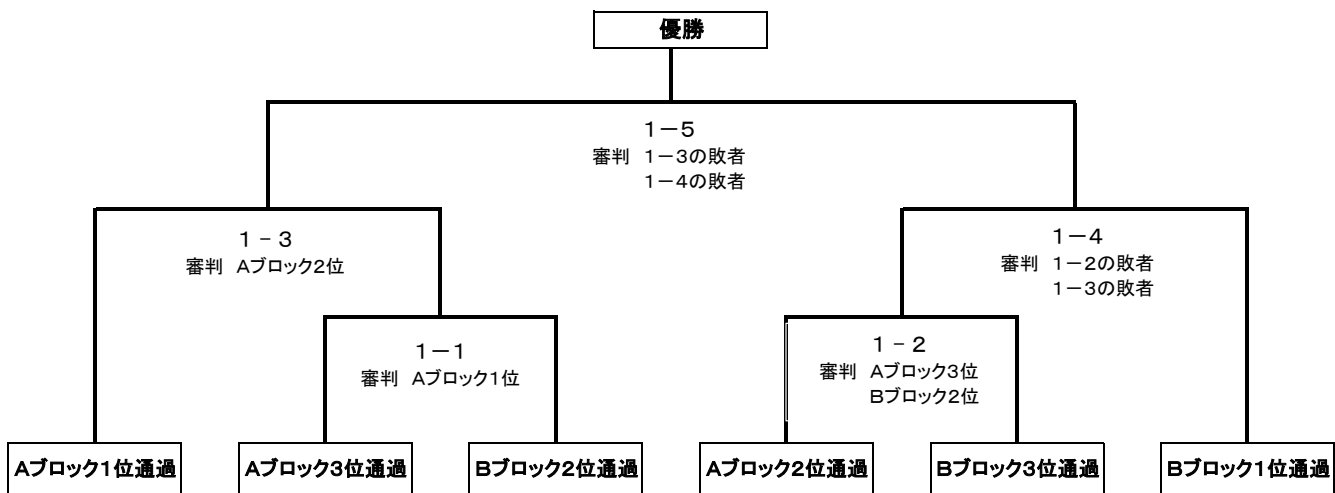 優勝
1－5
審判 1－3の敗者
1－4の敗者
1－3
審判 Aブロック2位
1－4
審判 1－2の敗者
1－3の敗者
1－1
審判 Aブロック1位
1－2
審判 Aブロック3位
Bブロック2位
Aブロック1位通過
Aブロック3位通過
Bブロック2位通過
Aブロック2位通過
Bブロック3位通過
Bブロック1位通過